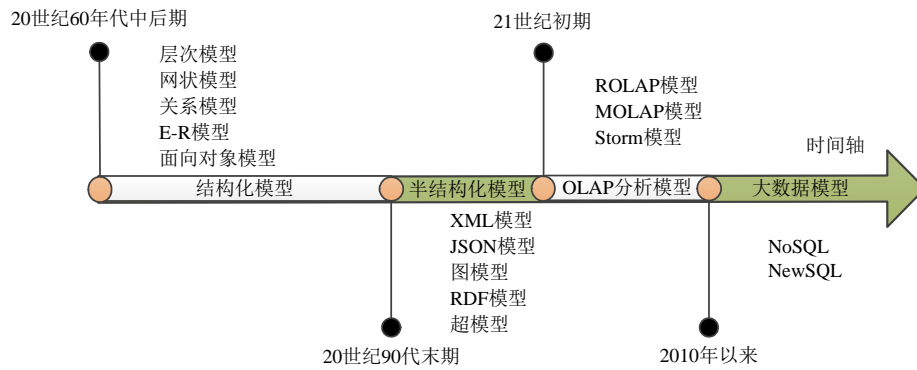 20世纪60年代中后期
21世纪初期
层次模型
网状模型
关系模型
E-R模型
面向对象模型
ROLAP模型
MOLAP模型
Storm模型
时间轴
结构化模型
半结构化模型
OLAP分析模型
大数据模型
XML模型
JSON模型
图模型
RDF模型
超模型
NoSQL
NewSQL
20世纪90代末期
2010年以来